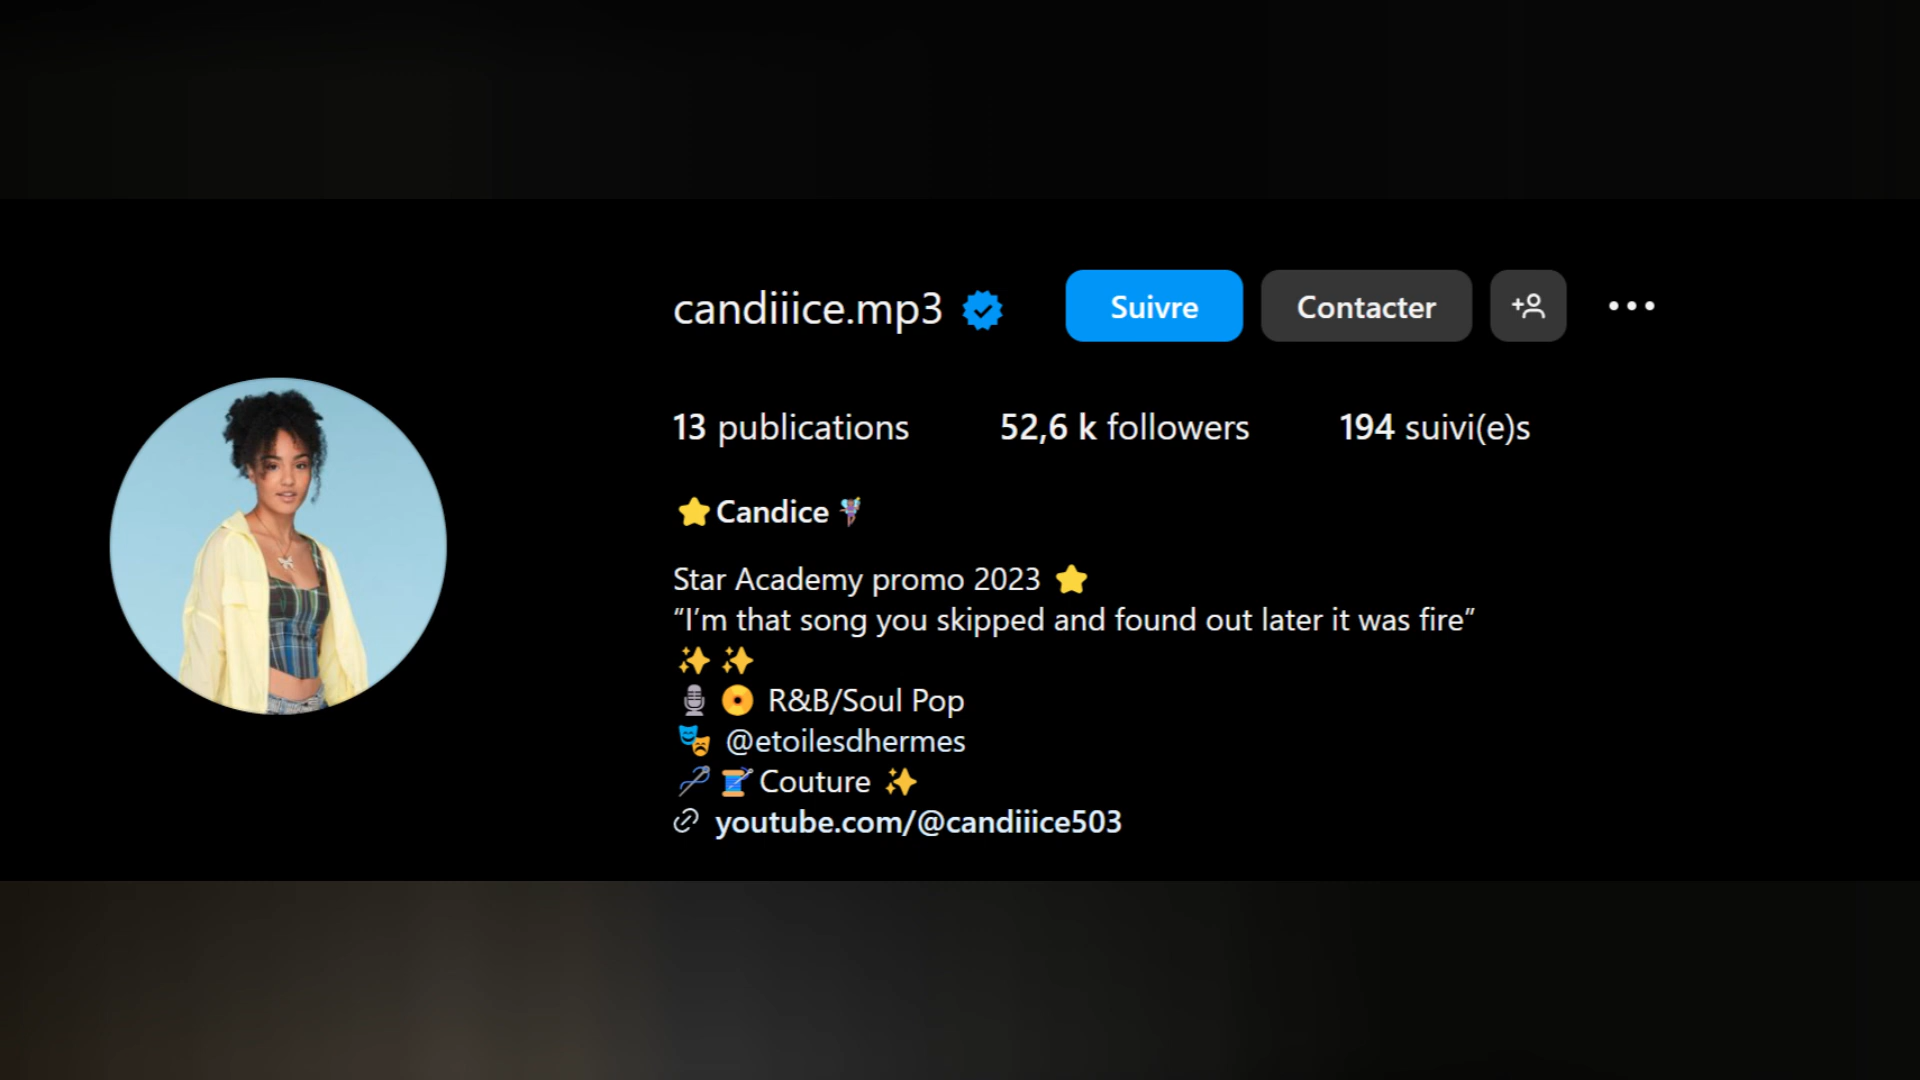 candiiice.mp3 Suivre Contacter
13 publications 52,6 k followers 194 suivi(e)s
⭐Candice🧚🏾‍♀️
Star Academy promo 2023 ⭐
“I’m that song you skipped and found out later it was fire”
✨ ✨
🎙️ 📀 R&B/Soul Pop
🎭 @etoilesdhermes
🪡 🧵Couture ✨
youtube.com/@candiiice503